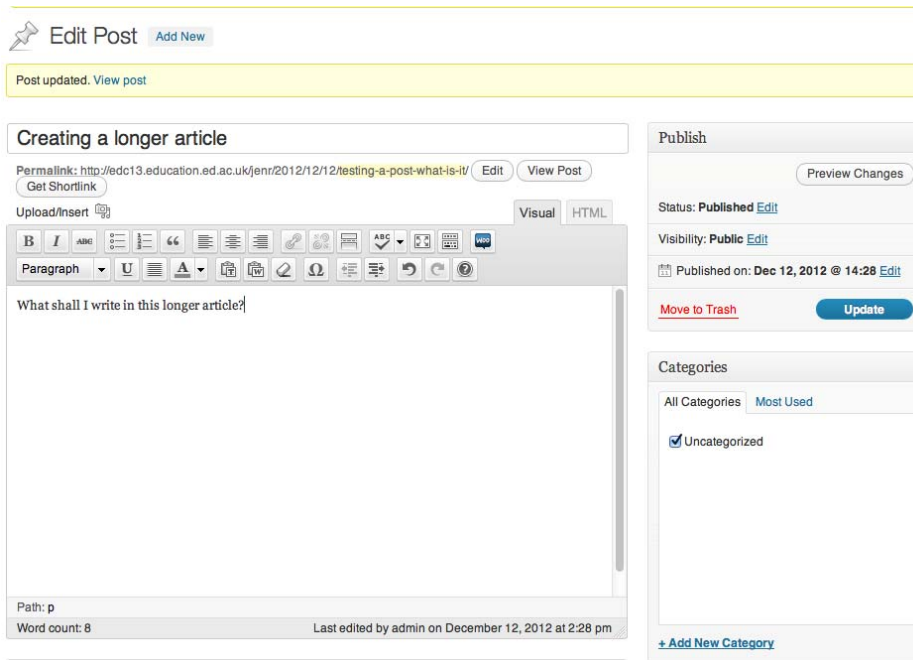 Edit Post Add New
Post updated. View post
Creating a longer article
Permalink: http://edc13.education.ed.ac.uk/jenr/2012/12/12/testing-a-post-what-is-it/ Edit View Post
Get Shortlink
Upload/Insert
Visual HTML
B I ABC “ ABC Woo
Paragraph U A T W Ω ?
What shall I write in this longer article?
Path: p
Word count: 8 Last edited by admin on December 12, 2012 at 2:28 pm
Publish
Preview Changes
Status: Published Edit
Visibility: Public Edit
Published on: Dec 12, 2012 @ 14:28 Edit
Move to Trash Update
Categories
All Categories Most Used
Uncategorized
+ Add New Category